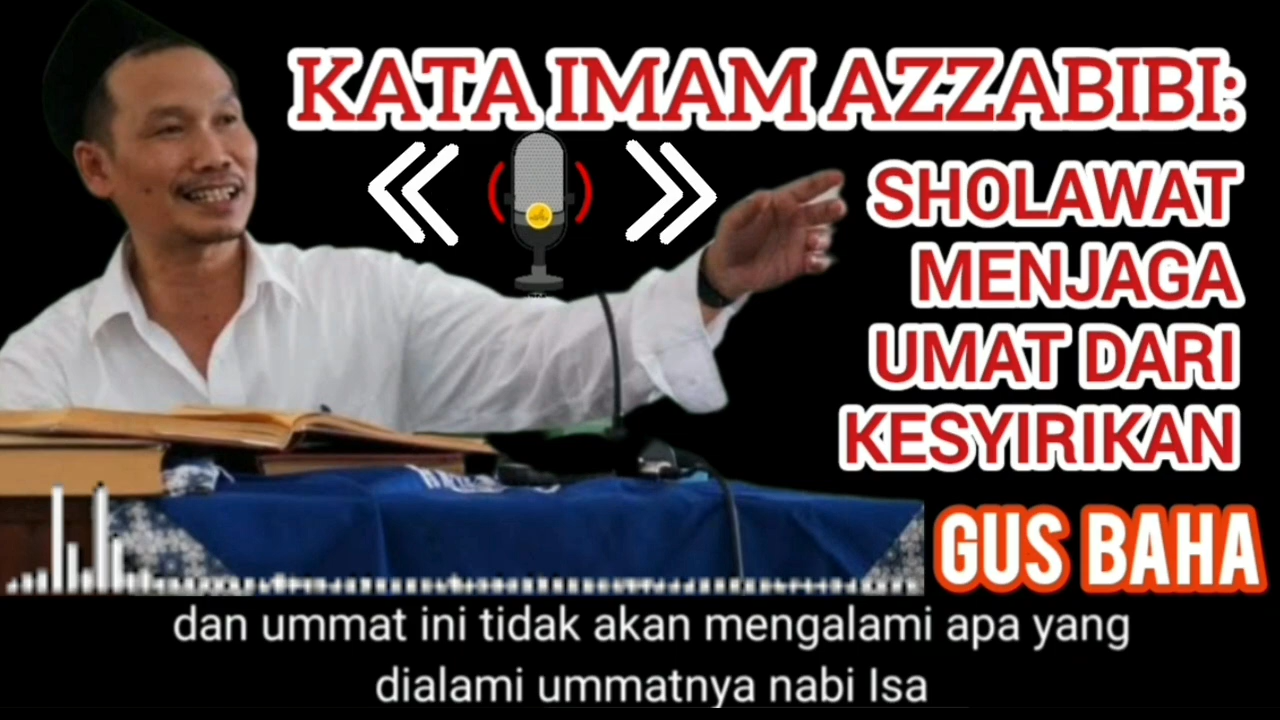 KATA IMAM AZZABIBI:
SHOLAWAT
MENJAGA
UMAT DARI
KESYIRIKAN
GUS BAHA
dan ummat ini tidak akan mengalami apa yang
dialami ummatnya nabi Isa